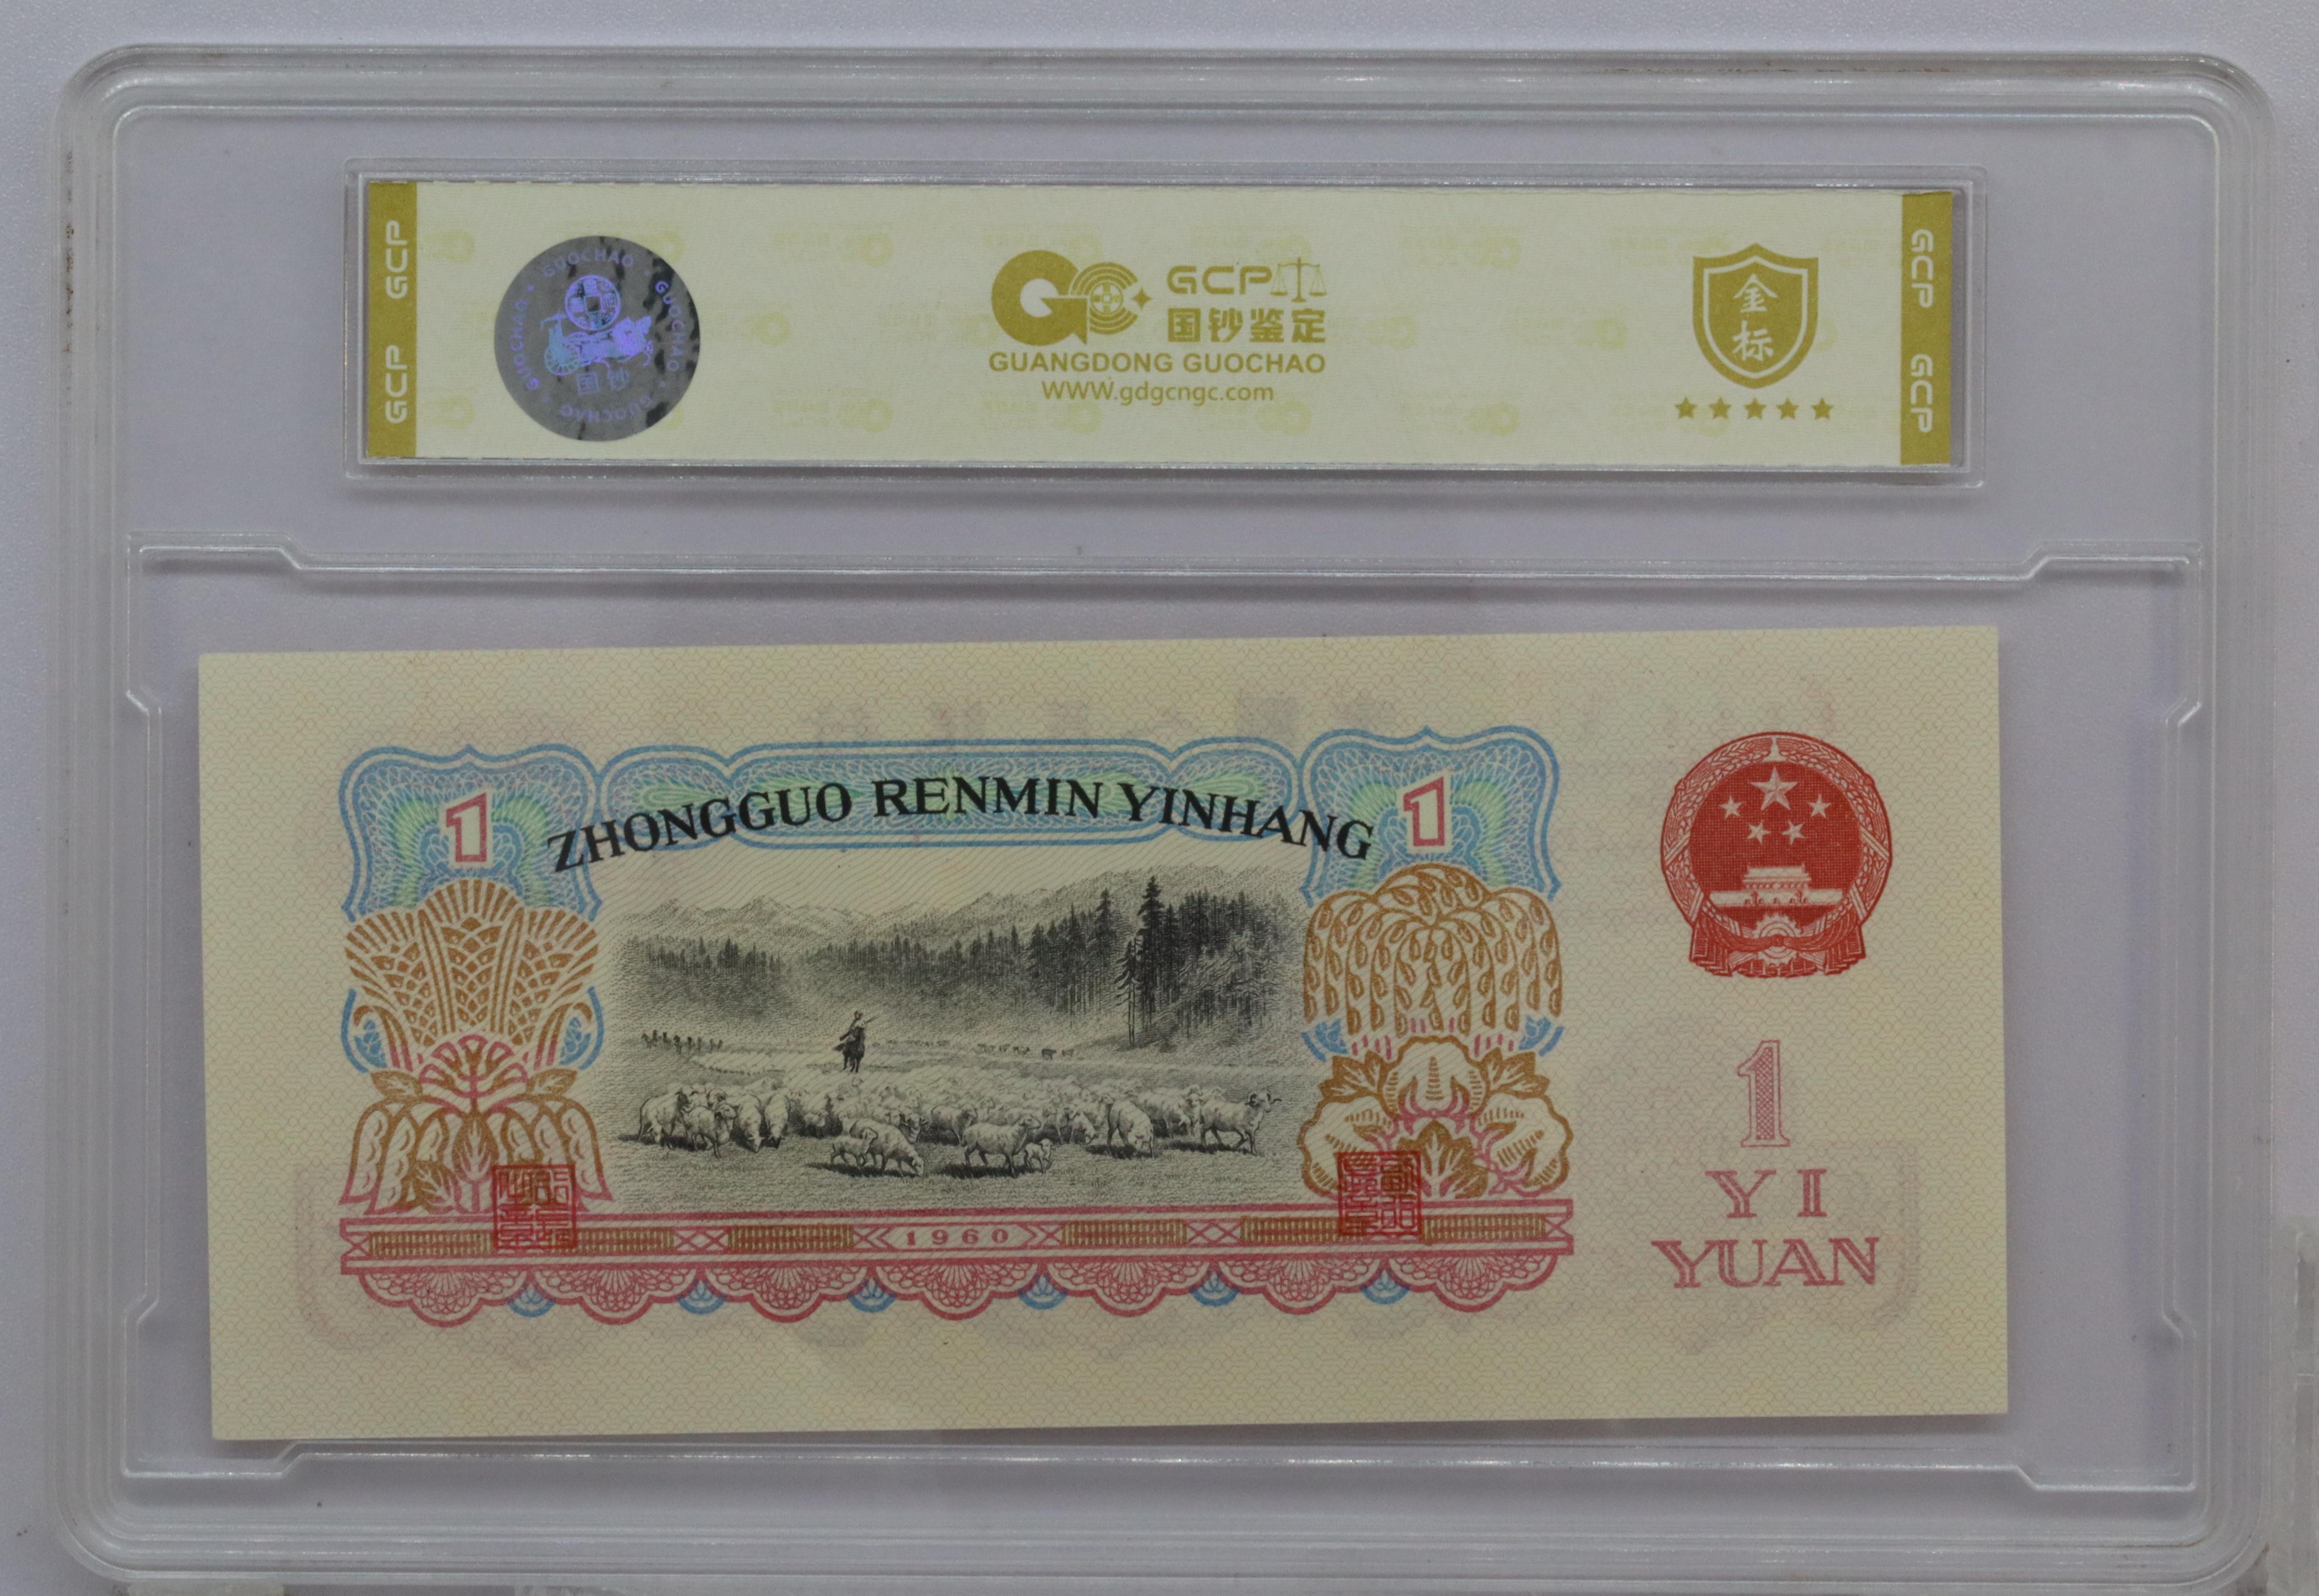 GCP GCP
GUOCHAO GUOCHAO GUOCHAO GUOCHAO
国钞
GCP
国钞鉴定
GUANGDONG GUOCHAO
WWW.gdgcngc.com
金
标
GCP GCP
1
ZHONGGUO RENMIN YINHANG
1
1960
1
YI
YUAN